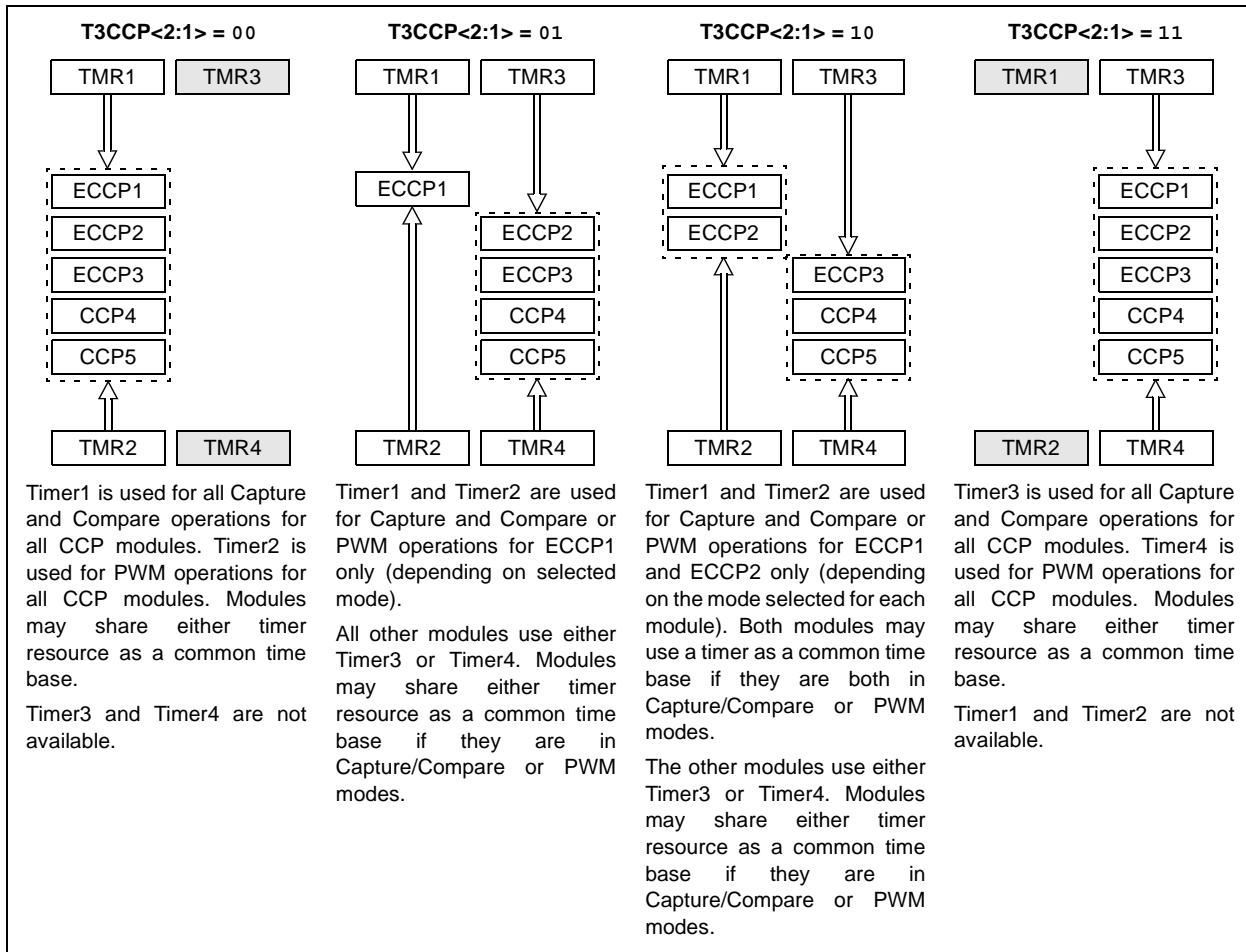 T3CCP<2:1> = 00
TMR1 TMR3
ECCP1
ECCP2
ECCP3
CCP4
CCP5
TMR2 TMR4
Timer1 is used for all Capture
and Compare operations for
all CCP modules. Timer2 is
used for PWM operations for
all CCP modules. Modules
may share either timer
resource as a common time
base.
Timer3 and Timer4 are not
available.
T3CCP<2:1> = 01
TMR1 TMR3
ECCP1
ECCP2
ECCP3
CCP4
CCP5
TMR2 TMR4
Timer1 and Timer2 are used
for Capture and Compare or
PWM operations for ECCP1
only (depending on selected
mode).
All other modules use either
Timer3 or Timer4. Modules
may share either timer
resource as a common time
base if they are in
Capture/Compare or PWM
modes.
T3CCP<2:1> = 10
TMR1 TMR3
ECCP1
ECCP2
ECCP3
CCP4
CCP5
TMR2 TMR4
Timer1 and Timer2 are used
for Capture and Compare or
PWM operations for ECCP1
and ECCP2 only (depending
on the mode selected for each
module). Both modules may
use a timer as a common time
base if they are both in
Capture/Compare or PWM
modes.
The other modules use either
Timer3 or Timer4. Modules
may share either timer
resource as a common time
base if they are in
Capture/Compare or PWM
modes.
T3CCP<2:1> = 11
TMR1 TMR3
ECCP1
ECCP2
ECCP3
CCP4
CCP5
TMR2 TMR4
Timer3 is used for all Capture
and Compare operations for
all CCP modules. Timer4 is
used for PWM operations for
all CCP modules. Modules
may share either timer
resource as a common time
base.
Timer1 and Timer2 are not
available.